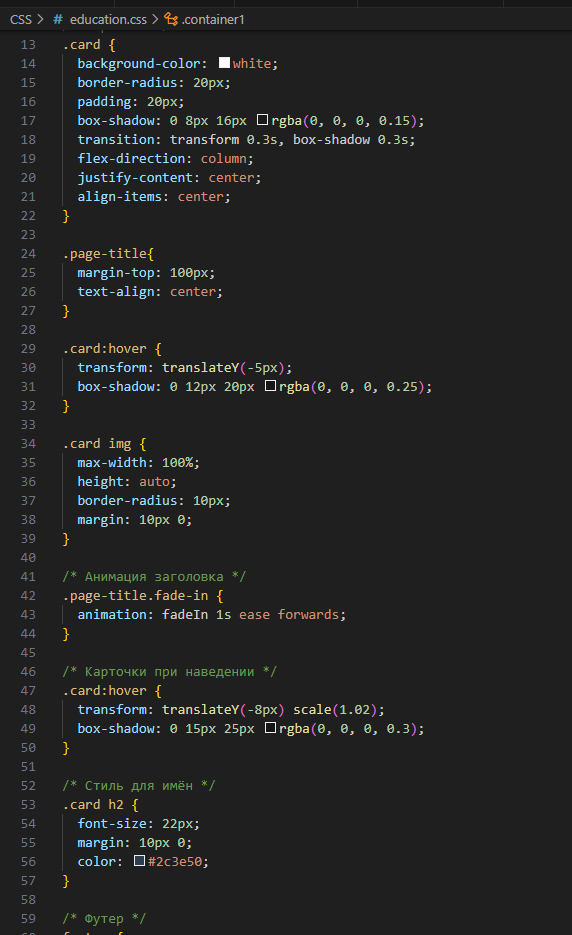 CSS > # education.css > .container1
13 .card {
14 background-color: white;
15 border-radius: 20px;
16 padding: 20px;
17 box-shadow: 0 8px 16px rgba(0, 0, 0, 0.15);
18 transition: transform 0.3s, box-shadow 0.3s;
19 flex-direction: column;
20 justify-content: center;
21 align-items: center;
22 }
23
24 .page-title{
25 margin-top: 100px;
26 text-align: center;
27 }
28
29 .card:hover {
30 transform: translateY(-5px);
31 box-shadow: 0 12px 20px rgba(0, 0, 0, 0.25);
32 }
33
34 .card img {
35 max-width: 100%;
36 height: auto;
37 border-radius: 10px;
38 margin: 10px 0;
39 }
40
41 /* Анимация заголовка */
42 .page-title.fade-in {
43 animation: fadeIn 1s ease forwards;
44 }
45
46 /* Карточки при наведении */
47 .card:hover {
48 transform: translateY(-8px) scale(1.02);
49 box-shadow: 0 15px 25px rgba(0, 0, 0, 0.3);
50 }
51
52 /* Стиль для имён */
53 .card h2 {
54 font-size: 22px;
55 margin: 10px 0;
56 color: #2c3e50;
57 }
58
59 /* Футер */